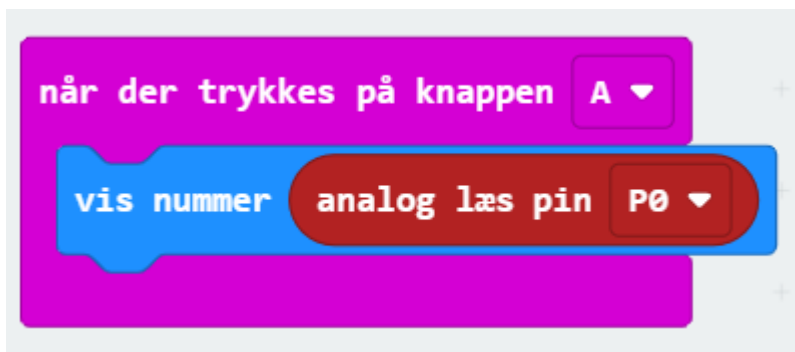 når der trykkes på knappen A
vis nummer analog læs pin P0